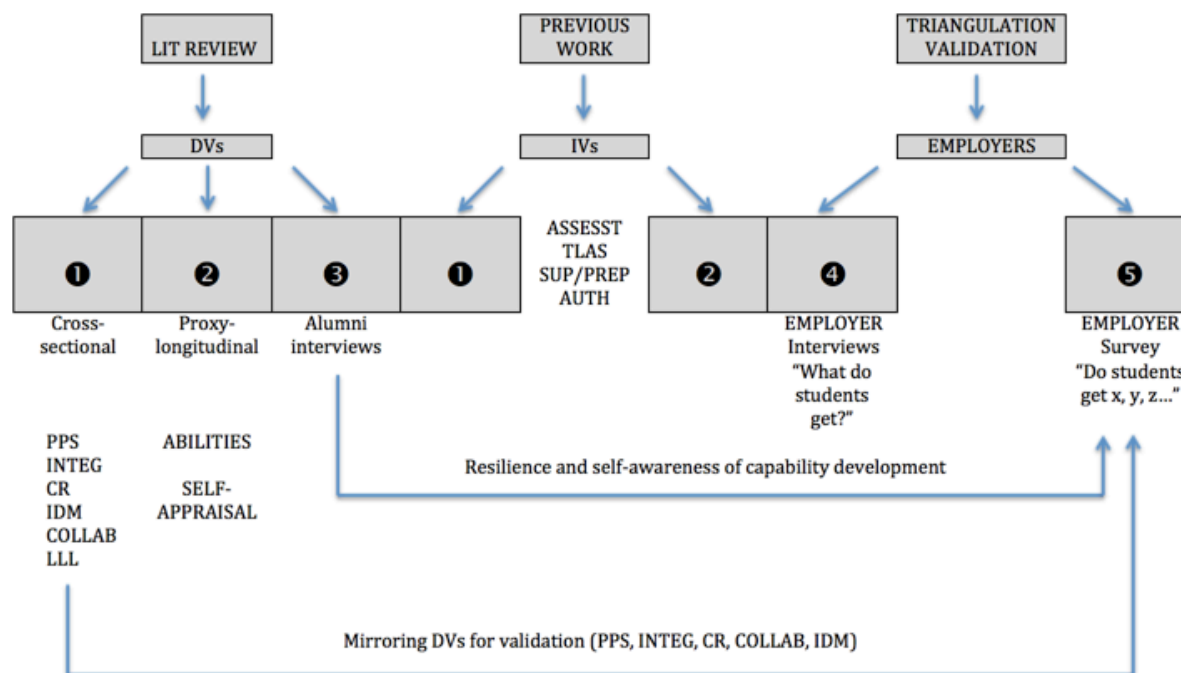 LIT REVIEW
PREVIOUS
WORK
TRIANGULATION
VALIDATION
DVs
IVs
EMPLOYERS
❶
❷
❸
❶
ASSESST
TLAS
SUP/PREP
AUTH
❷
❹
❺
Cross-
sectional
Proxy-
longitudinal
Alumni
interviews
EMPLOYER
Interviews
“What do
students
get?”
EMPLOYER
Survey
“Do students
get x, y, z…”
PPS
INTEG
CR
IDM
COLLAB
LLL
ABILITIES
SELF-
APPRAISAL
Resilience and self-awareness of capability development
Mirroring DVs for validation (PPS, INTEG, CR, COLLAB, IDM)